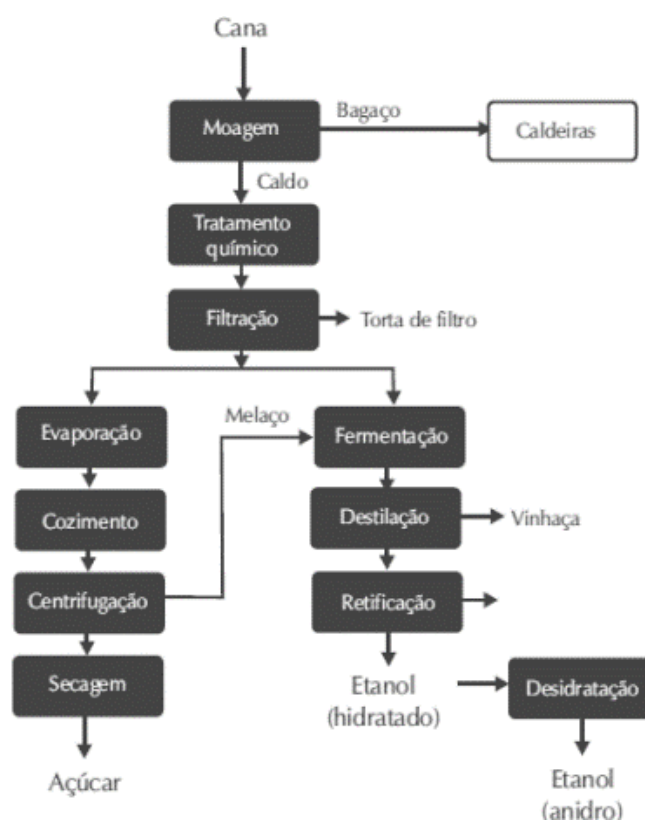 Cana
Moagem
Bagaço
Caldeiras
Caldo
Tratamento
químico
Filtração
Torta de filtro
Evaporação
Melaço
Fermentação
Cozimento
Destilação
Vinhaça
Centrifugação
Retificação
Secagem
Etanol
(hidratado)
Desidratação
Açúcar
Etanol
(anidro)